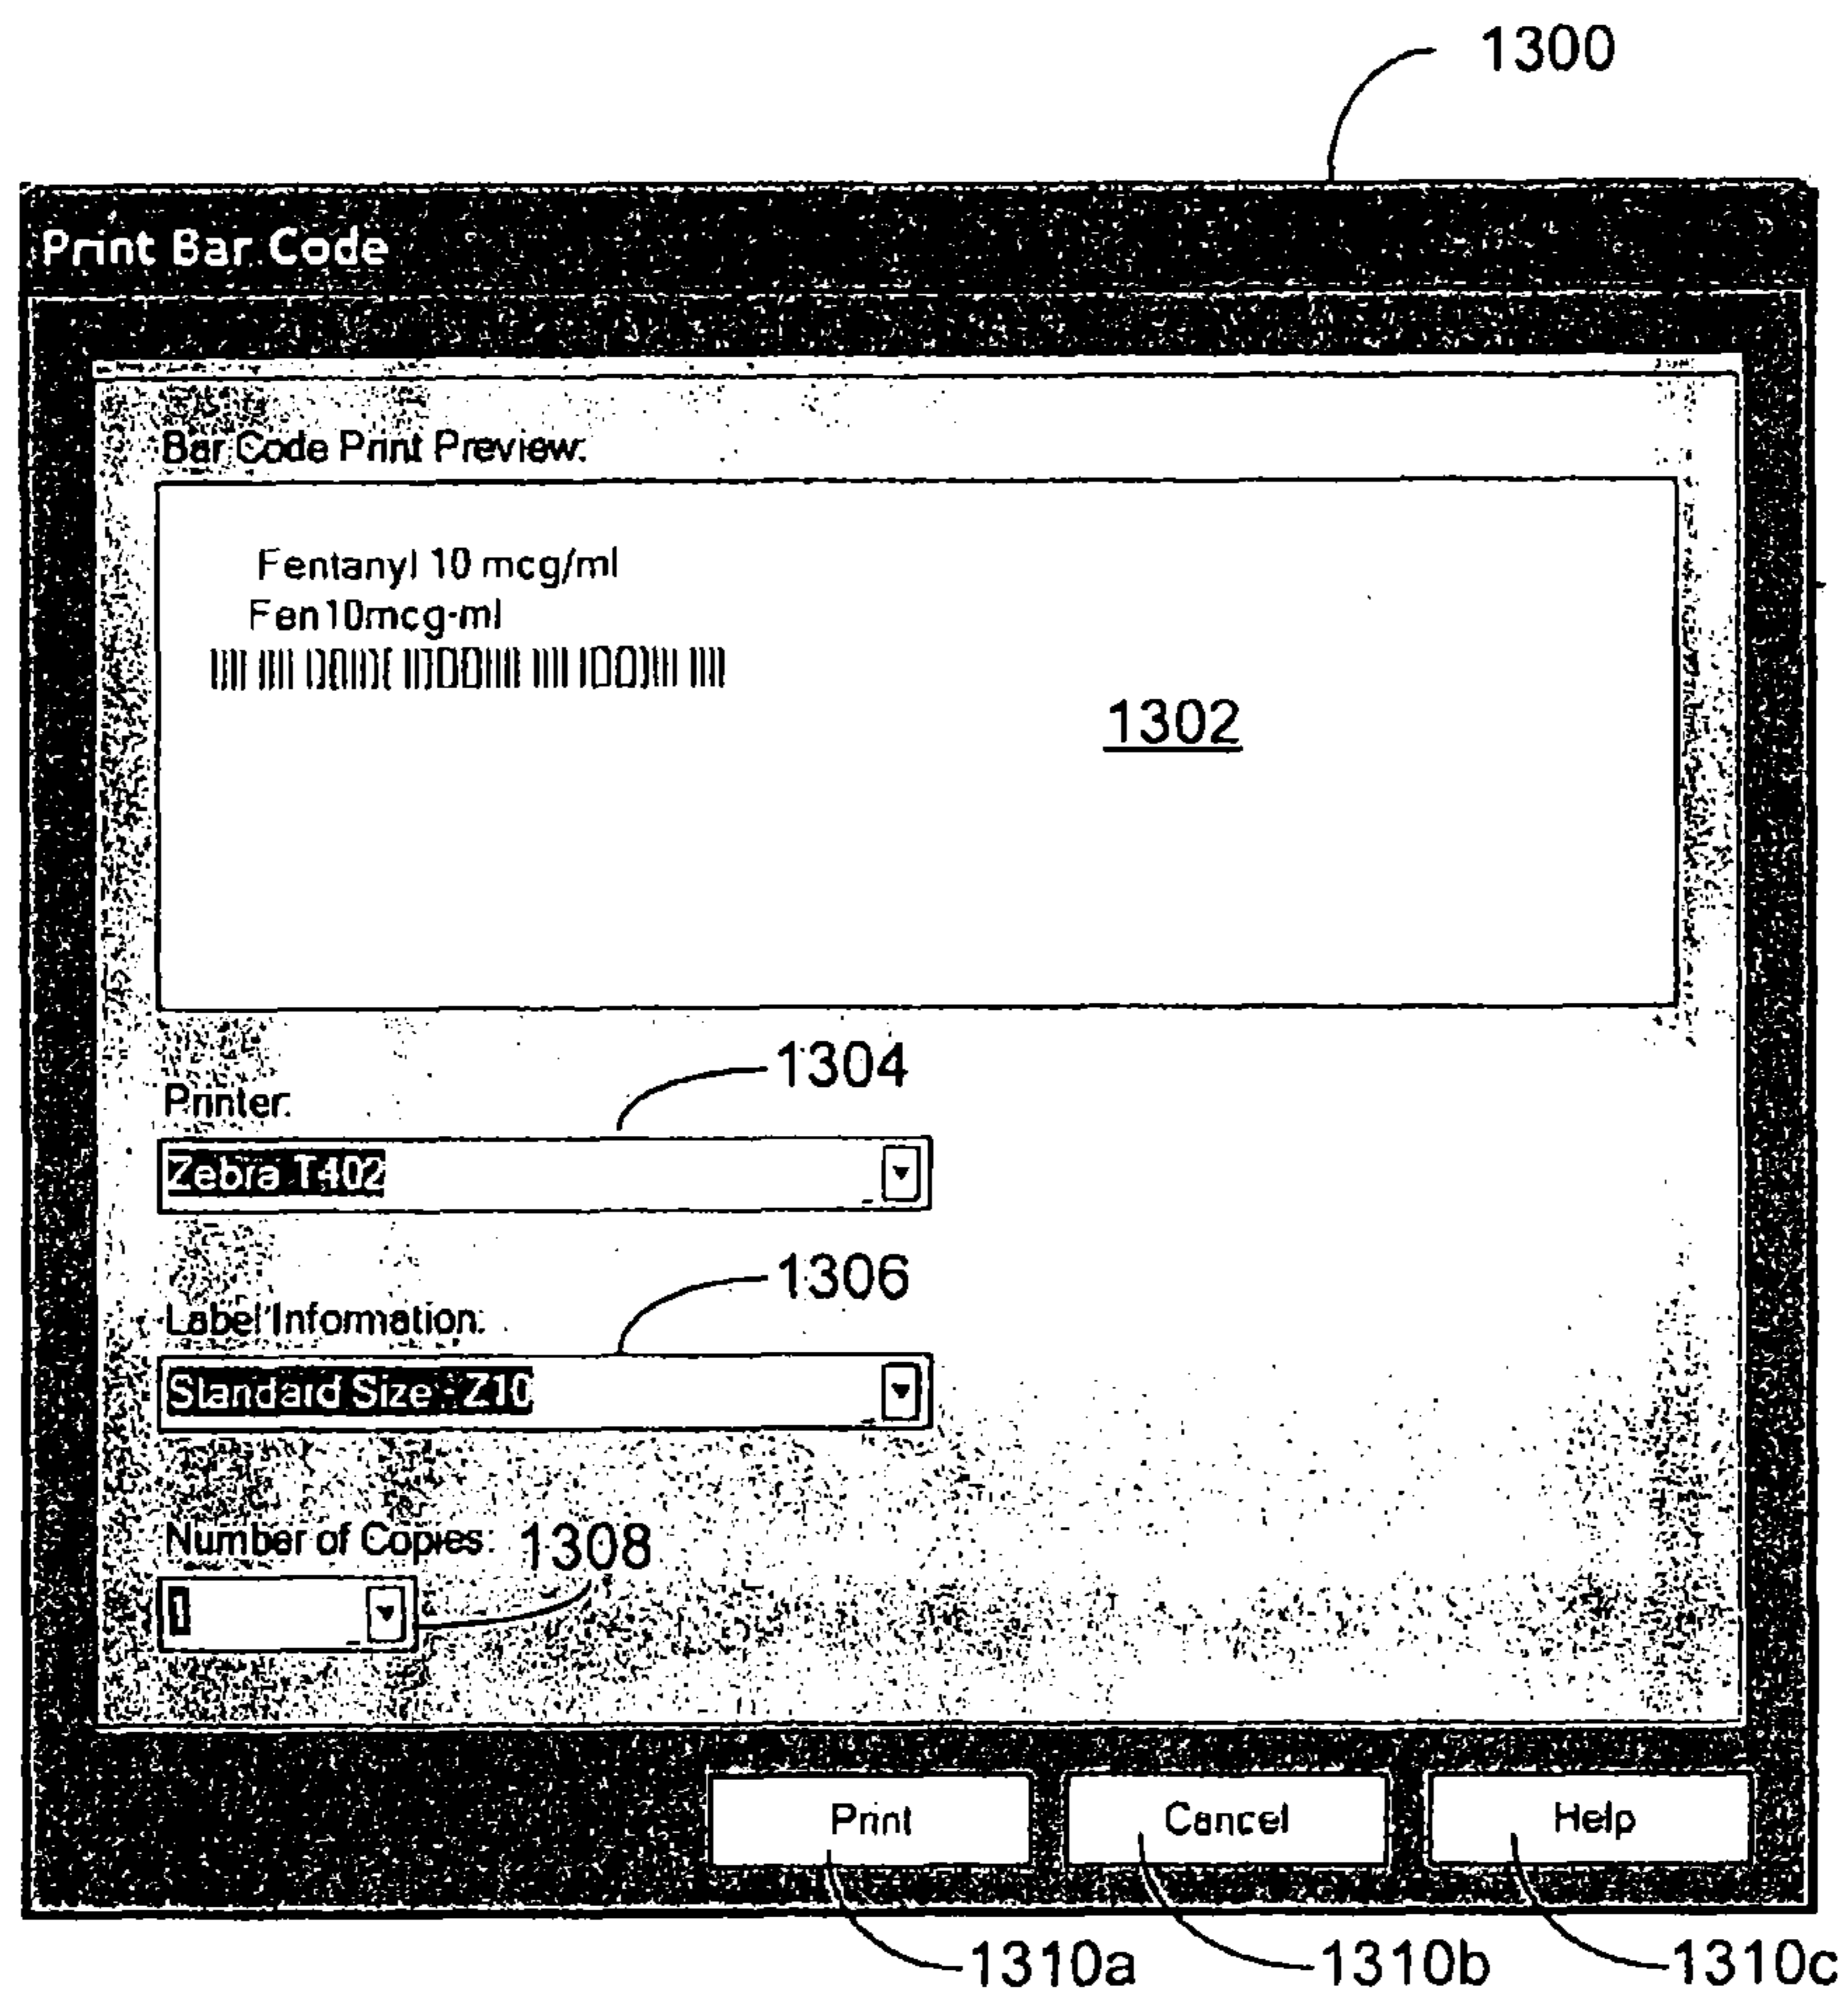 1300
Print Bar Code
Bar Code Print Preview:
Fentanyl 10 mcg/ml
Fen10mcg-ml
1302
1304
Printer:
Zebra T402
1306
Label Information:
Standard Size - Z10
Number of Copies: 1308
1
Print Cancel Help
1310a 1310b 1310c